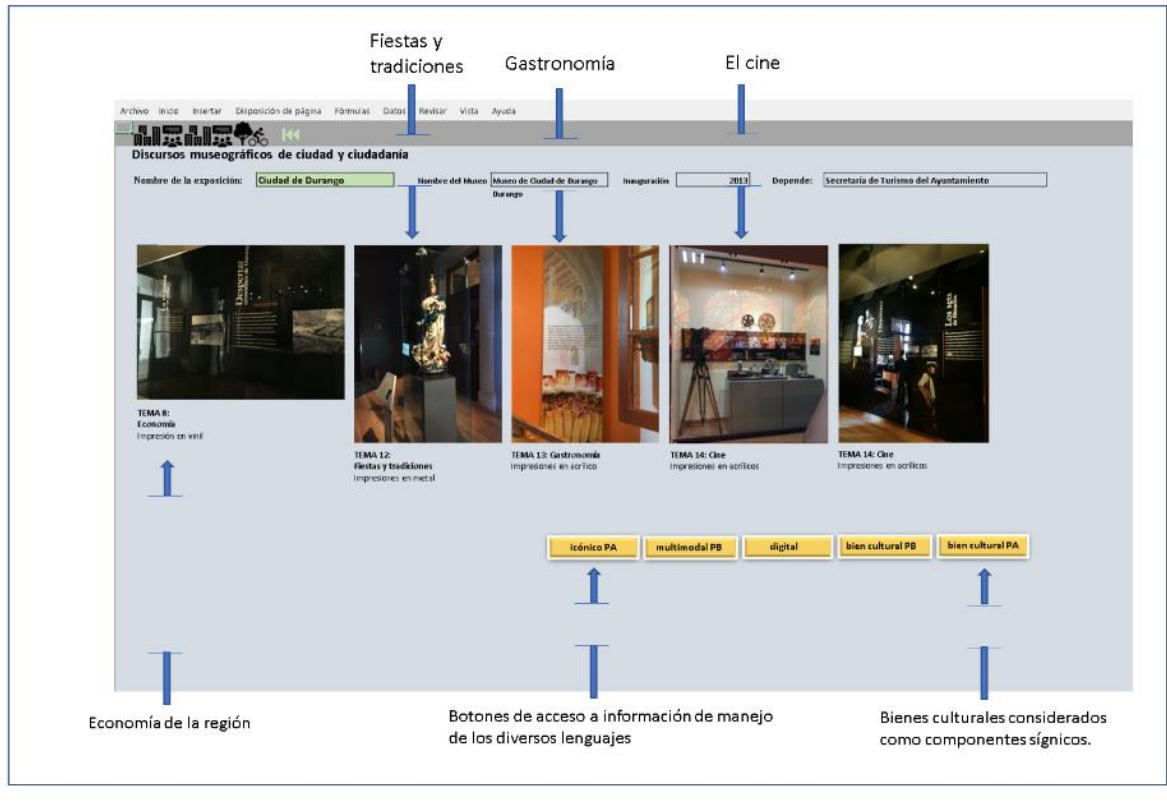 Fiestas y
tradiciones
Gastronomía
El cine
Archivo Inicio Insertar Disposición de página Fórmulas Datos Revisar Vista Ayuda
Discursos museográficos de ciudad y ciudadanía
Nombre de la exposición: Ciudad de Durango Nombre del Museo Museo de Ciudad de Durango Inauguración 2013 Depende: Secretaría de Turismo del Ayuntamiento
Durango
Despertar
Los sets
TEMA 8:
Economía
Impresión en vinil
TEMA 12:
Fiestas y tradiciones
Impresiones en metal
TEMA 13: Gastronomía
Impresiones en acrílico
TEMA 14: Cine
Impresiones en acrílicos
TEMA 14: Cine
Impresiones en acrílicos
icónico PA multimodal PB digital bien cultural PB bien cultural PA
Economía de la región
Botones de acceso a información de manejo
de los diversos lenguajes
Bienes culturales considerados
como componentes sígnicos.